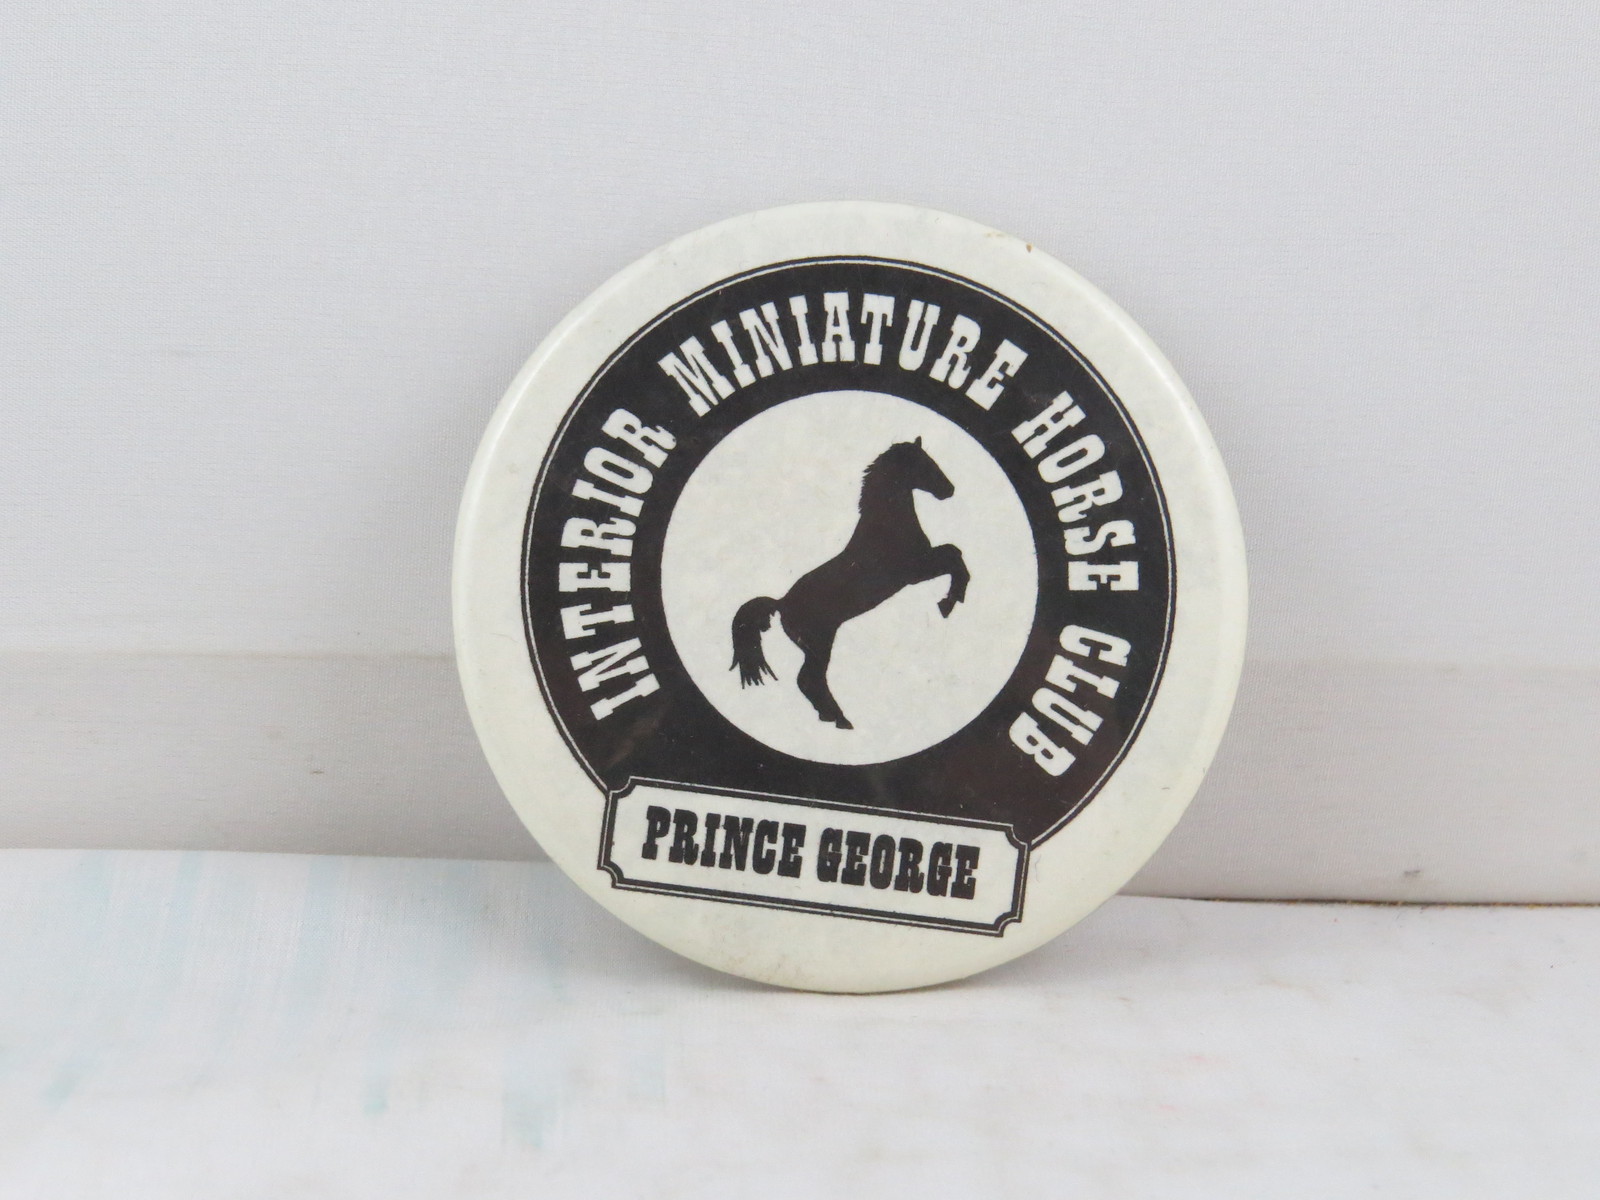 INTERIOR MINIATURE HORSE CLUB
PRINCE GEORGE